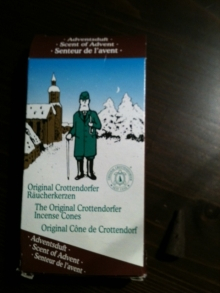 · Adventsduft ·
· Scent of Advent ·
· Senteur de l'avent ·
Original Crottendorfer
Räucherkerzen
The Original Crottendorfer
Incense Cones
Original Cône de Crottendorf
· Adventsduft ·
· Scent of Advent ·
· Senteur de l'avent ·